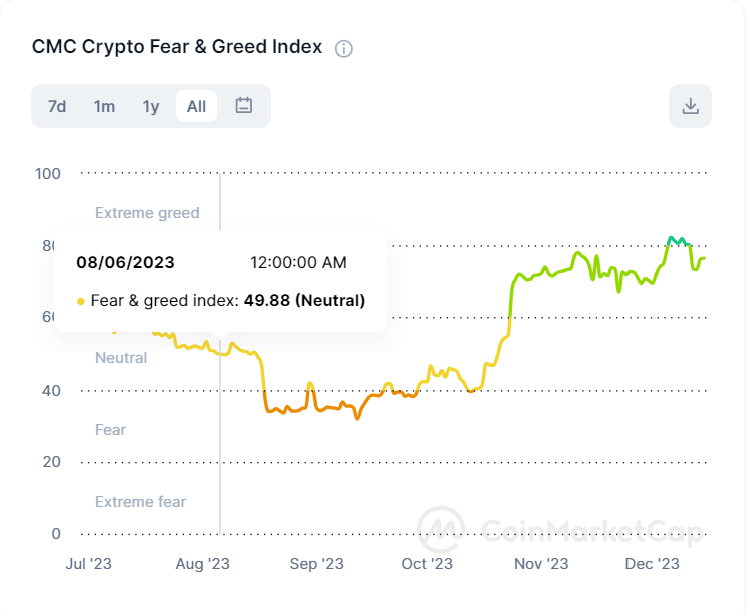 CMC Crypto Fear & Greed Index
7d 1m 1y All
100
Extreme greed
80
08/06/2023 12:00:00 AM
Fear & greed index: 49.88 (Neutral)
60
Neutral
40
Fear
20
Extreme fear
CoinMarketCap
0
Jul '23 Aug '23 Sep '23 Oct '23 Nov '23 Dec '23